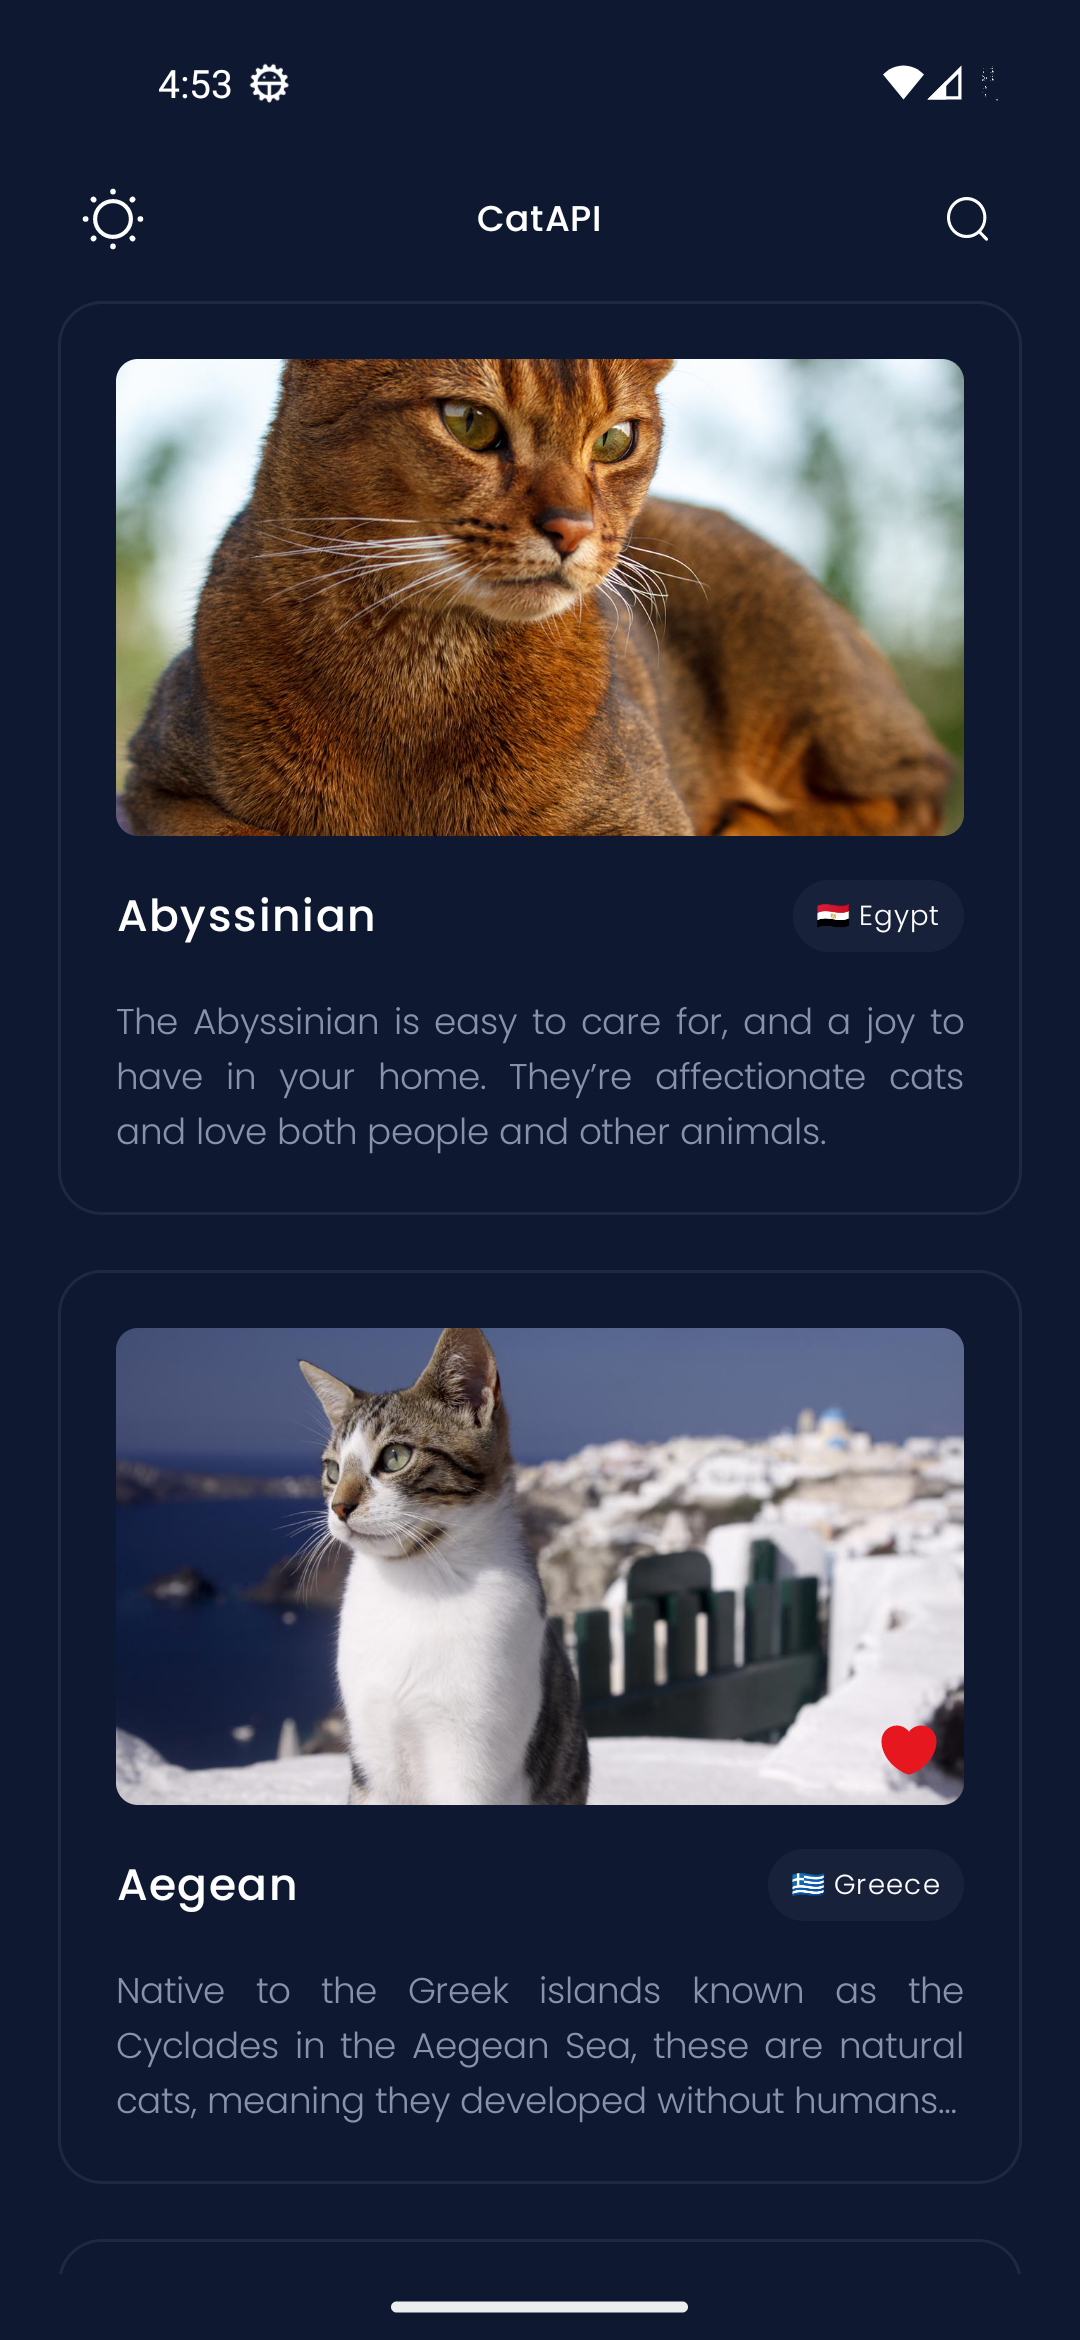 4:53
CatAPI
Abyssinian
🇪🇬 Egypt
The Abyssinian is easy to care for, and a joy to
have in your home. They’re affectionate cats
and love both people and other animals.
Aegean
🇬🇷 Greece
Native to the Greek islands known as the
Cyclades in the Aegean Sea, these are natural
cats, meaning they developed without humans...